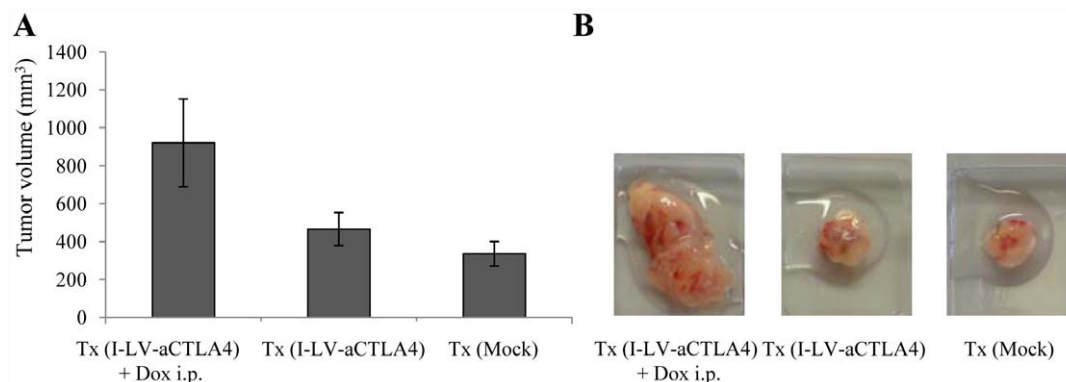 A
B
Tumor volume (mm³)
1400
1200
1000
800
600
400
200
0
Tx (I-LV-aCTLA4)
+ Dox i.p.
Tx (I-LV-aCTLA4)
Tx (Mock)
Tx (I-LV-aCTLA4)
+ Dox i.p.
Tx (I-LV-aCTLA4)
Tx (Mock)